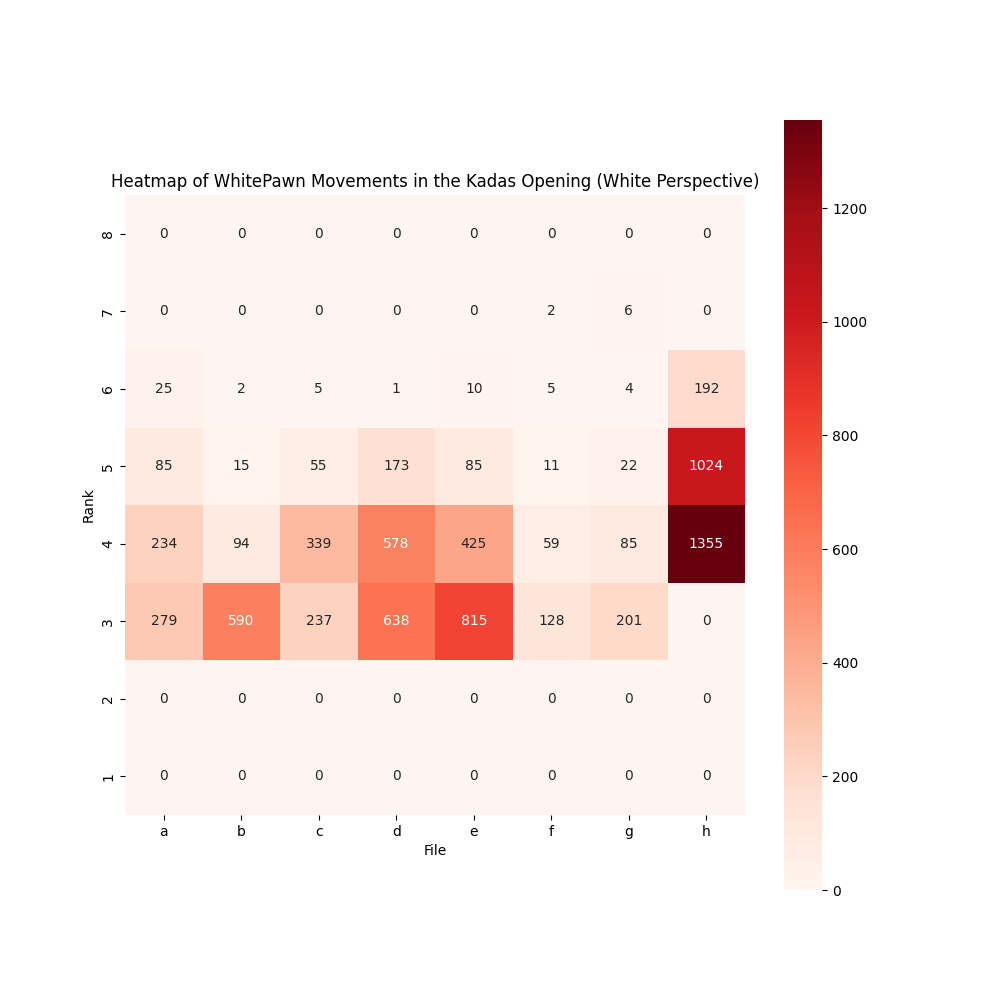 Heatmap of WhitePawn Movements in the Kadas Opening (White Perspective)
8 0 0 0 0 0 0 0 0
7 0 0 0 0 0 2 6 0
6 25 2 5 1 10 5 4 192
5 85 15 55 173 85 11 22 1024
4 234 94 339 578 425 59 85 1355
3 279 590 237 638 815 128 201 0
2 0 0 0 0 0 0 0 0
1 0 0 0 0 0 0 0 0
a b c d e f g h
File
Rank
1200
1000
800
600
400
200
0